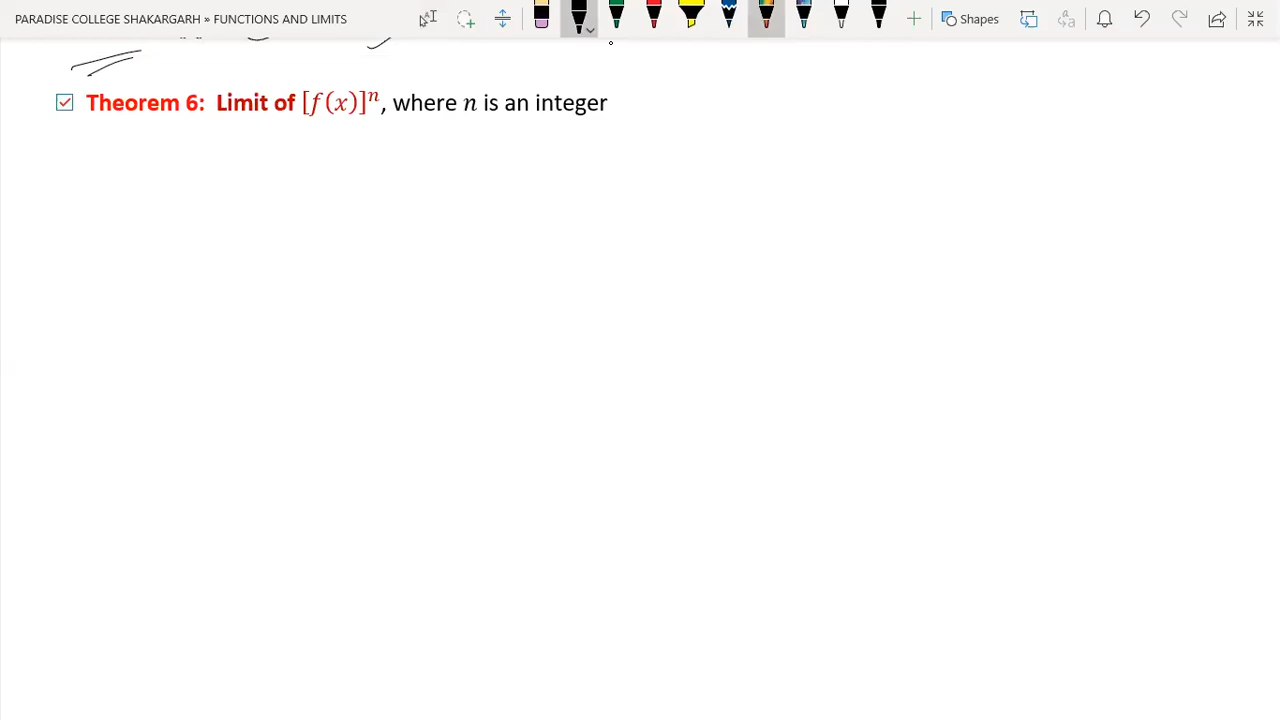 PARADISE COLLEGE SHAKARGARH » FUNCTIONS AND LIMITS
Shapes
Theorem 6: Limit of [f(x)]ⁿ, where n is an integer